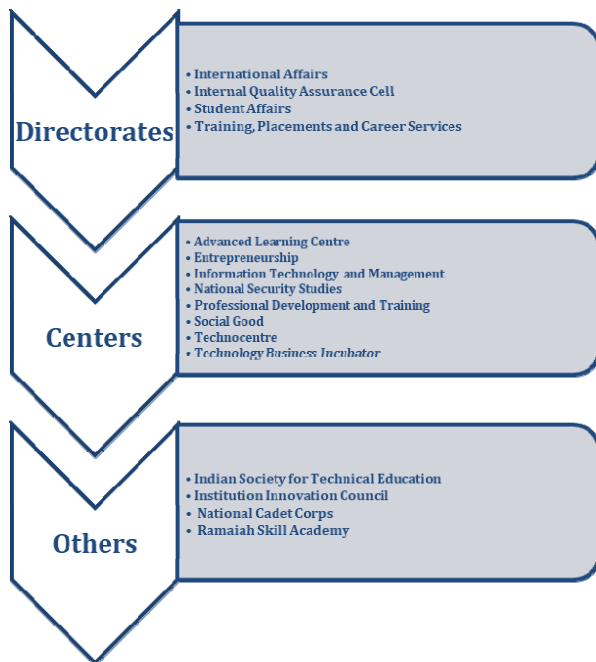 Directorates
• International Affairs
• Internal Quality Assurance Cell
• Student Affairs
• Training, Placements and Career Services
Centers
• Advanced Learning Centre
• Entrepreneurship
• Information Technology and Management
• National Security Studies
• Professional Development and Training
• Social Good
• Technocentre
• Technology Business Incubator
Others
• Indian Society for Technical Education
• Institution Innovation Council
• National Cadet Corps
• Ramaiah Skill Academy